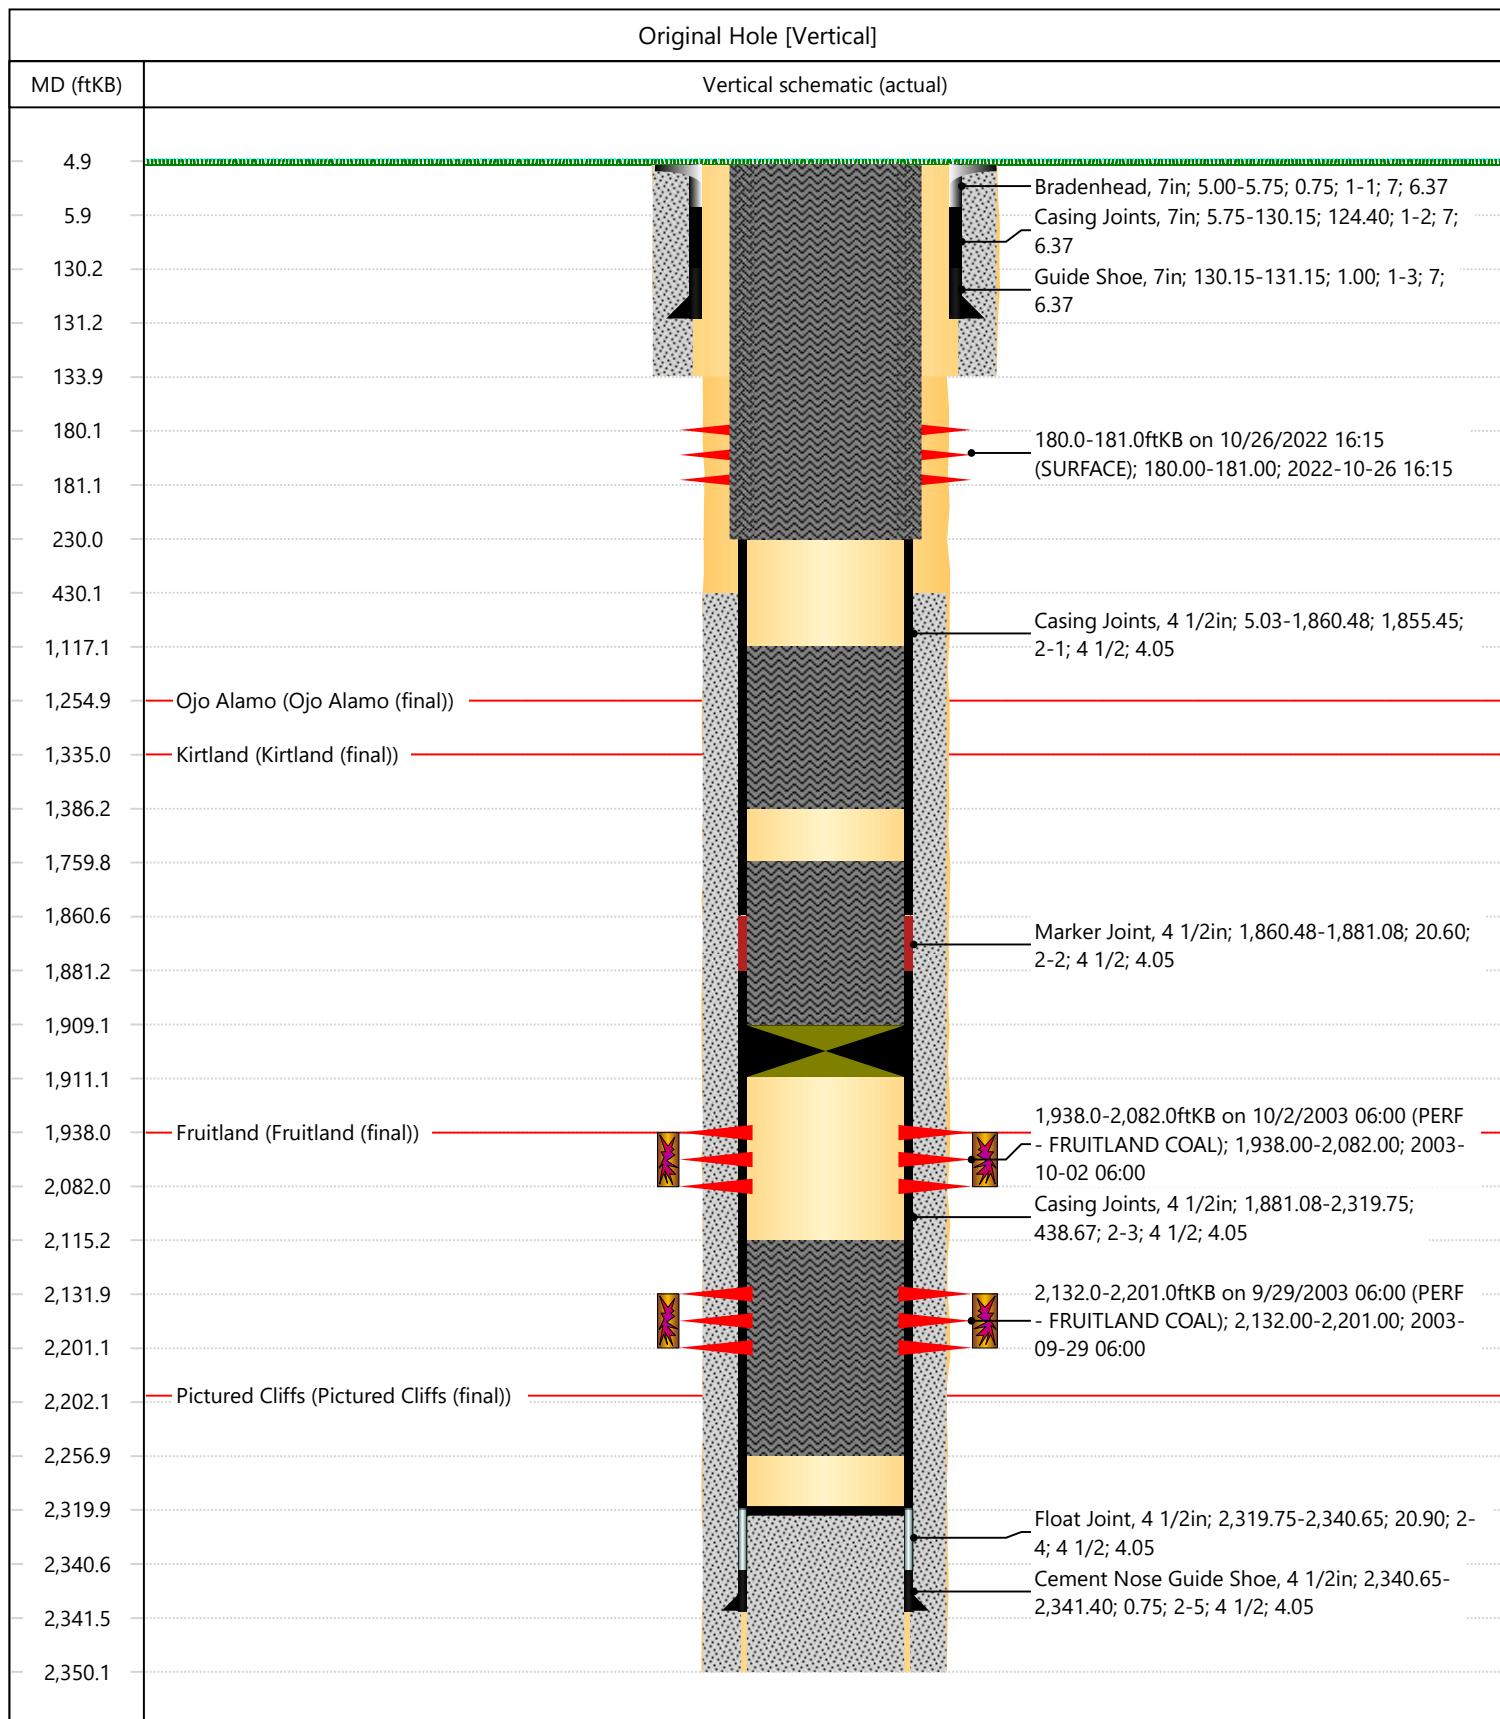 Original Hole [Vertical]
MD (ftKB)
Vertical schematic (actual)
4.9
Bradenhead, 7in; 5.00-5.75; 0.75; 1-1; 7; 6.37
5.9
Casing Joints, 7in; 5.75-130.15; 124.40; 1-2; 7;
6.37
130.2
Guide Shoe, 7in; 130.15-131.15; 1.00; 1-3; 7;
6.37
131.2
133.9
180.1
180.0-181.0ftKB on 10/26/2022 16:15
(SURFACE); 180.00-181.00; 2022-10-26 16:15
181.1
230.0
430.1
Casing Joints, 4 1/2in; 5.03-1,860.48; 1,855.45;
2-1; 4 1/2; 4.05
1,117.1
1,254.9
Ojo Alamo (Ojo Alamo (final))
1,335.0
Kirtland (Kirtland (final))
1,386.2
1,759.8
1,860.6
Marker Joint, 4 1/2in; 1,860.48-1,881.08; 20.60;
2-2; 4 1/2; 4.05
1,881.2
1,909.1
1,911.1
1,938.0
Fruitland (Fruitland (final))
1,938.0-2,082.0ftKB on 10/2/2003 06:00 (PERF
- FRUITLAND COAL); 1,938.00-2,082.00; 2003-
10-02 06:00
2,082.0
Casing Joints, 4 1/2in; 1,881.08-2,319.75;
438.67; 2-3; 4 1/2; 4.05
2,115.2
2,131.9
2,132.0-2,201.0ftKB on 9/29/2003 06:00 (PERF
- FRUITLAND COAL); 2,132.00-2,201.00; 2003-
09-29 06:00
2,201.1
Pictured Cliffs (Pictured Cliffs (final))
2,202.1
2,256.9
2,319.9
Float Joint, 4 1/2in; 2,319.75-2,340.65; 20.90; 2-
4; 4 1/2; 4.05
2,340.6
Cement Nose Guide Shoe, 4 1/2in; 2,340.65-
2,341.40; 0.75; 2-5; 4 1/2; 4.05
2,341.5
2,350.1